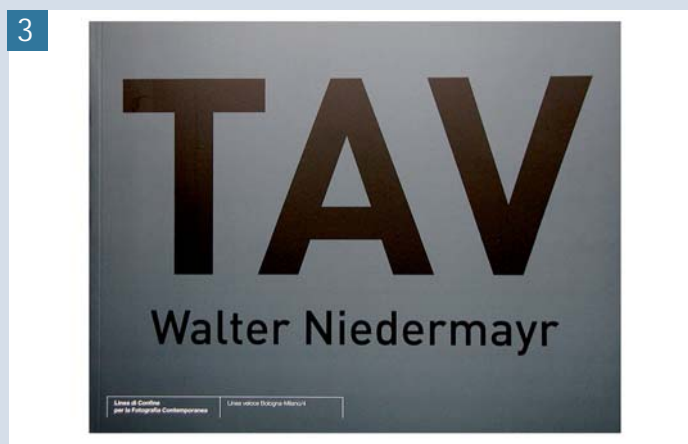 3
TAV
Walter Niedermayr
Linea di Confine
per la Fotografia Contemporanea
Linea veloce Bologna-Milano/4